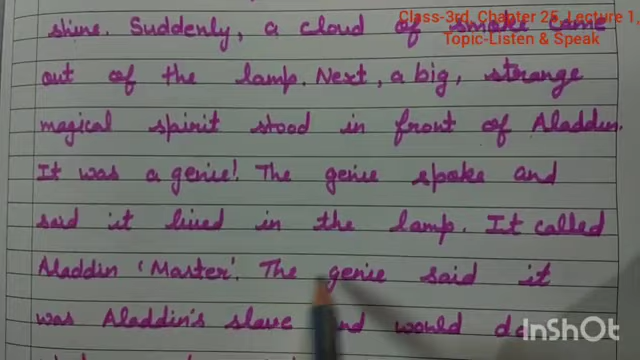 Class-3rd, Chapter 25, Lecture 1,
Topic-Listen & Speak
shine. Suddenly, a cloud of smoke came
out of the lamp. Next, a big, strange
magical spirit stood in front of Aladdin.
It was a genie! The genie spoke and
said it lived in the lamp. It called
Aladdin 'Master'. The genie said it
was Aladdin's slave and would do
InShOt